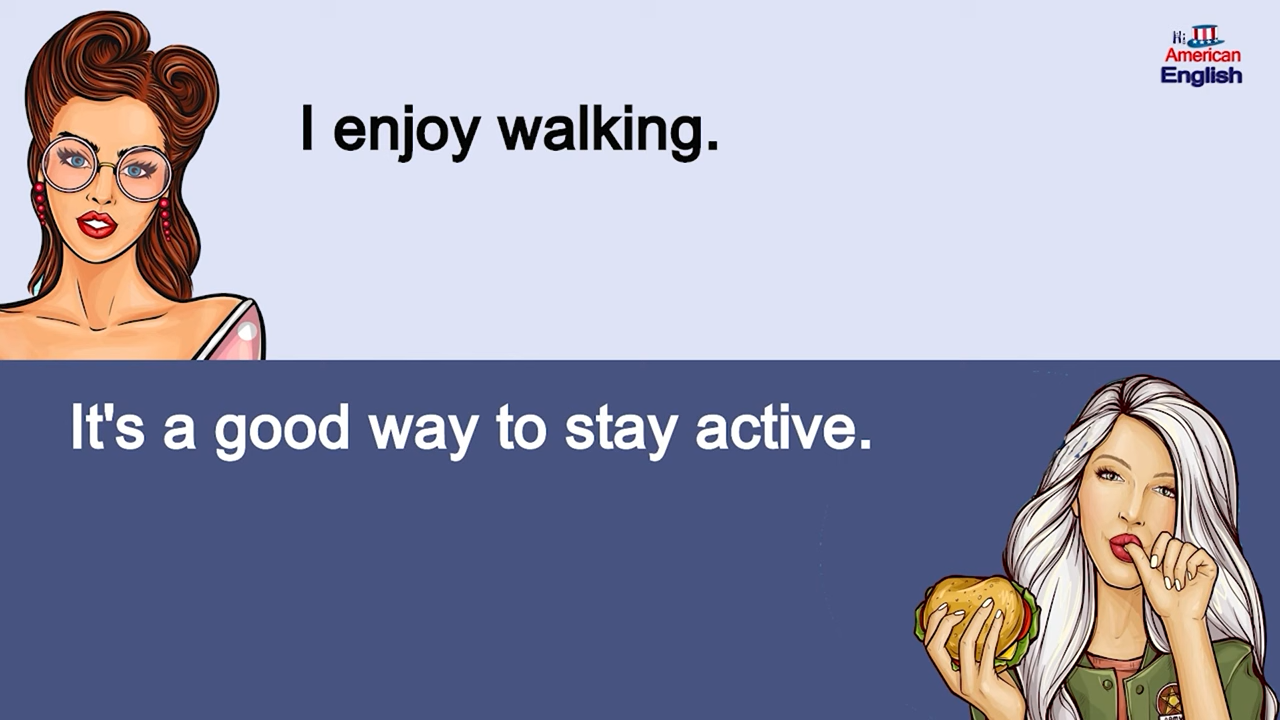 Hi
American
English
I enjoy walking.
It's a good way to stay active.